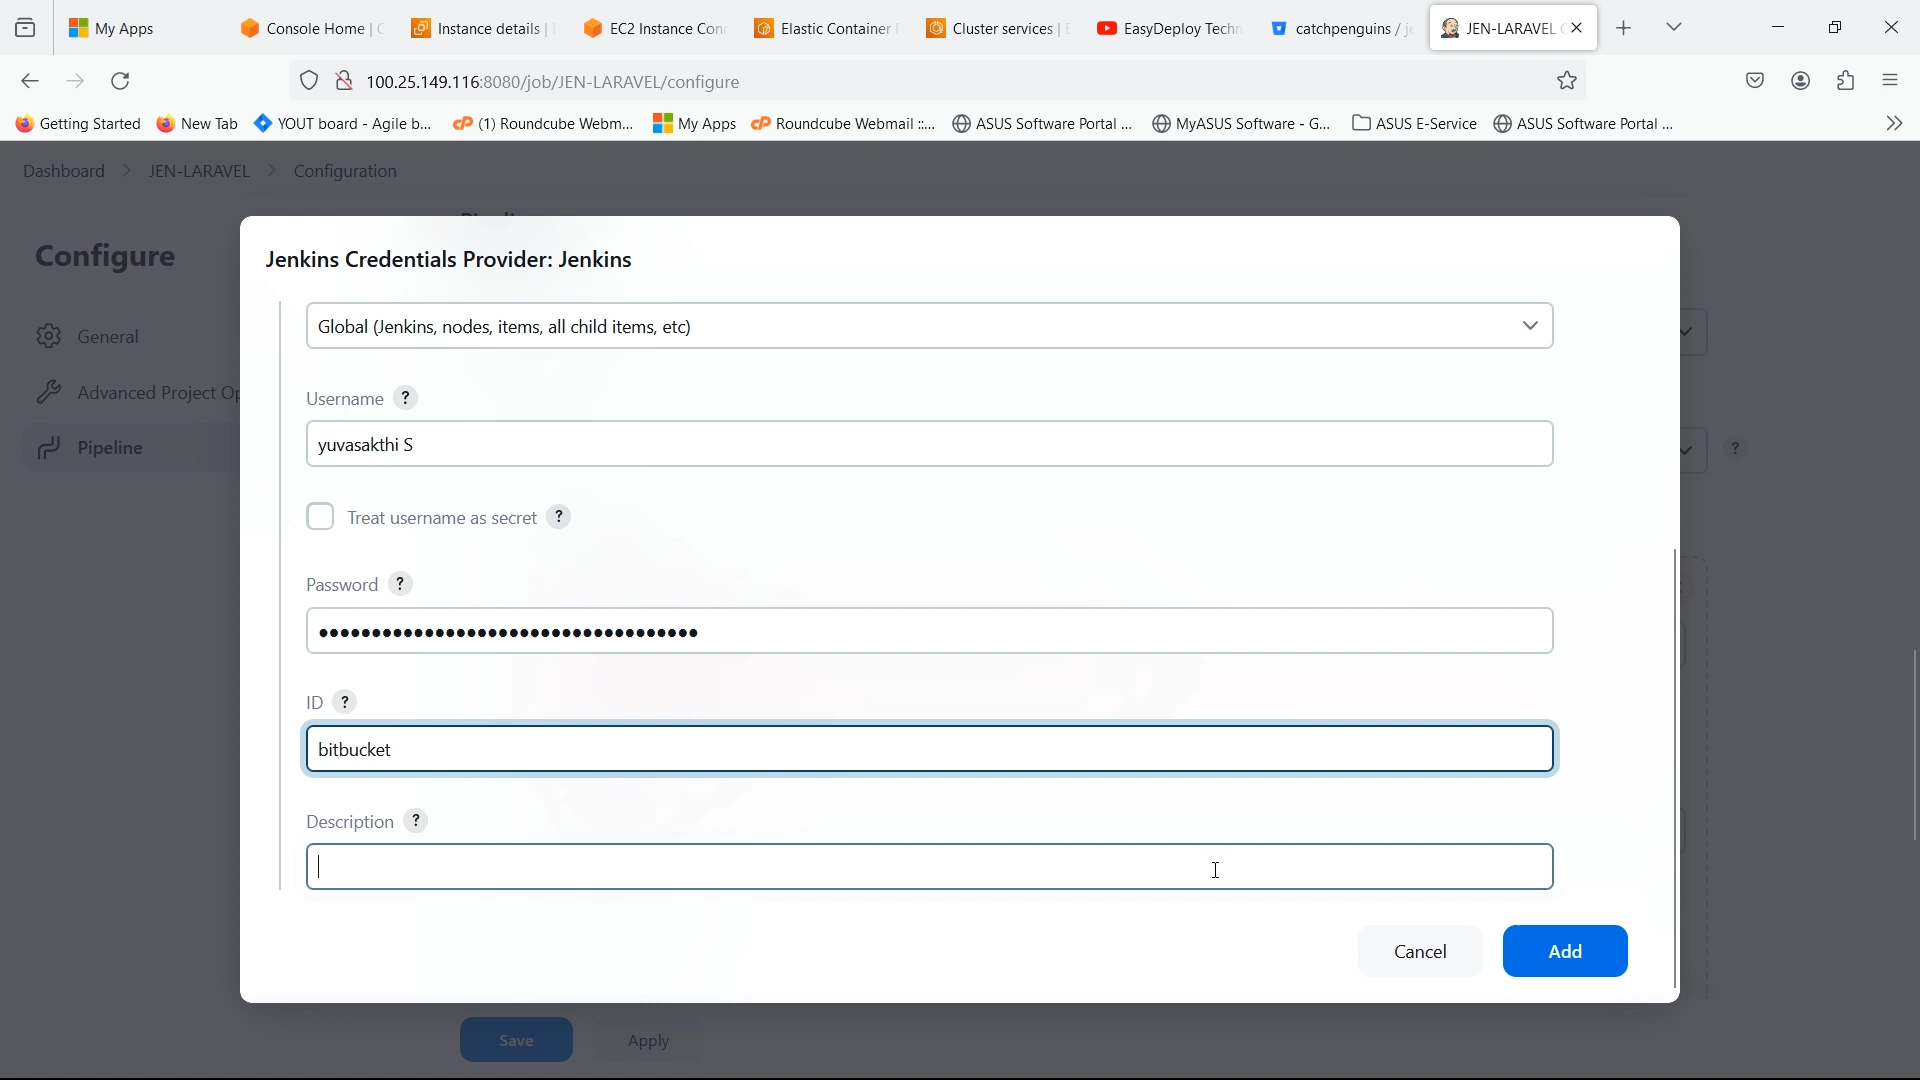 My Apps
Console Home | C
Instance details | E
EC2 Instance Con
Elastic Container
Cluster services | E
EasyDeploy Techn
catchpenguins / je
JEN-LARAVEL C
100.25.149.116:8080/job/JEN-LARAVEL/configure
Getting Started
New Tab
YOUT board - Agile b...
(1) Roundcube Webm...
My Apps
Roundcube Webmail ::...
ASUS Software Portal ...
MyASUS Software - G...
ASUS E-Service
ASUS Software Portal ...
Dashboard > JEN-LARAVEL > Configuration
Configure
General
Advanced Project Op
Pipeline
Jenkins Credentials Provider: Jenkins
Global (Jenkins, nodes, items, all child items, etc)
Username ?
yuvasakthi S
Treat username as secret ?
Password ?
ID ?
bitbucket
Description ?
Cancel
Add
?
Save
Apply